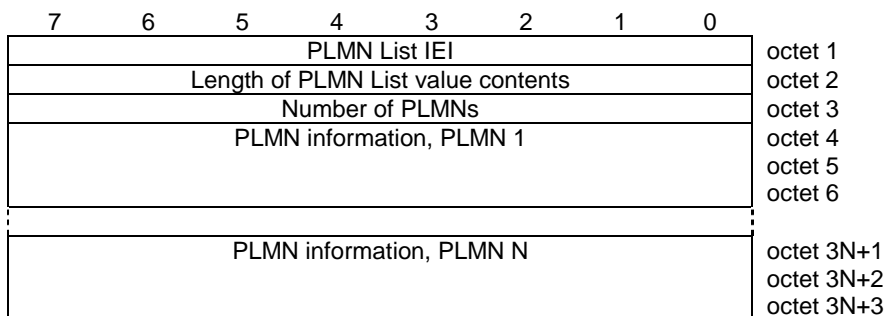 7 6 5 4 3 2 1 0
PLMN List IEI octet 1
Length of PLMN List value contents octet 2
Number of PLMNs octet 3
PLMN information, PLMN 1 octet 4
octet 5
octet 6
PLMN information, PLMN N octet 3N+1
octet 3N+2
octet 3N+3